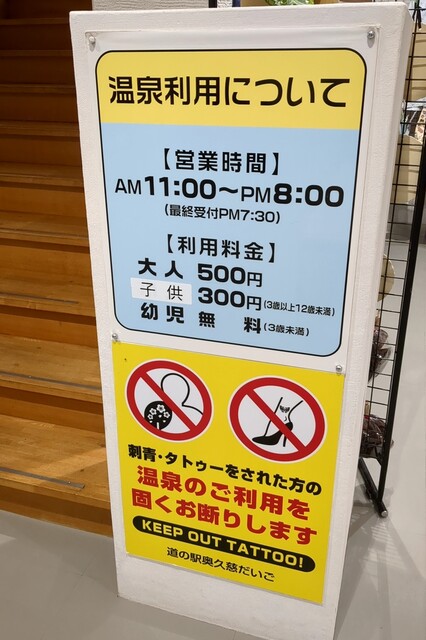 温泉利用について
【営業時間】
AM11:00〜PM8:00
(最終受付PM7:30)
【利用料金】
大人 500円
子供 300円(3歳以上12歳未満)
幼児 無料(3歳未満)
刺青・タトゥーをされた方の
温泉のご利用を
固くお断りします
KEEP OUT TATTOO!
道の駅奥久慈だいご